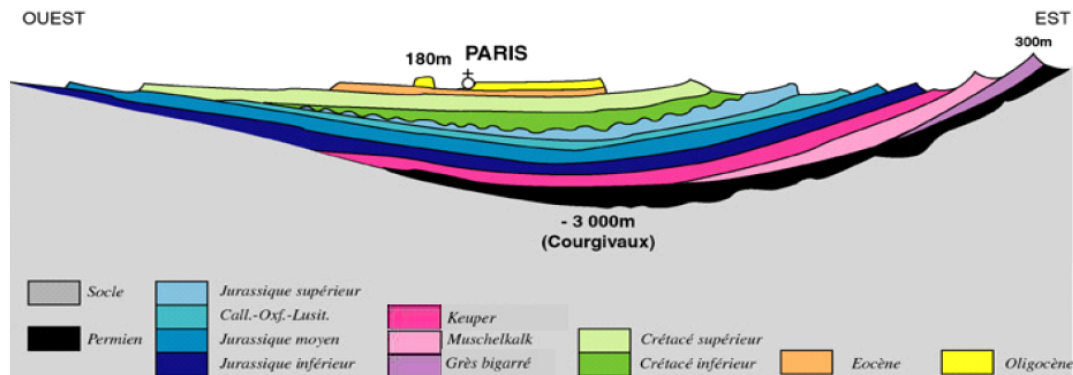 OUEST
EST
300m
180m PARIS
- 3 000m
(Courgivaux)
Socle
Permien
Jurassique supérieur
Call.-Oxf.-Lusit.
Jurassique moyen
Jurassique inférieur
Keuper
Muschelkalk
Grès bigarré
Crétacé supérieur
Crétacé inférieur
Eocène
Oligocène